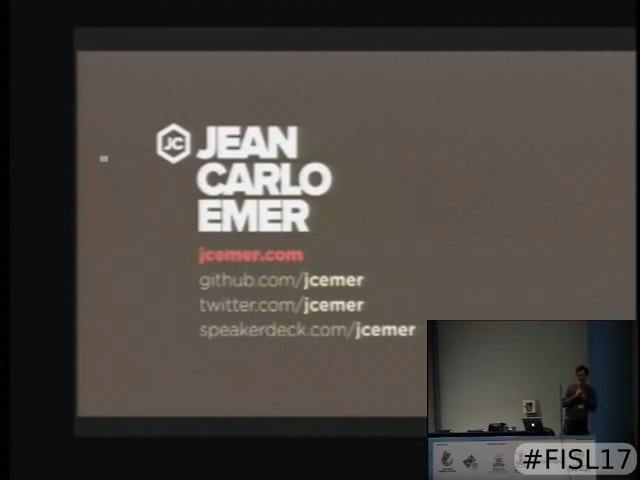 JC
JEAN
CARLO
EMER
jcemer.com
github.com/jcemer
twitter.com/jcemer
speakerdeck.com/jcemer
#FISL17